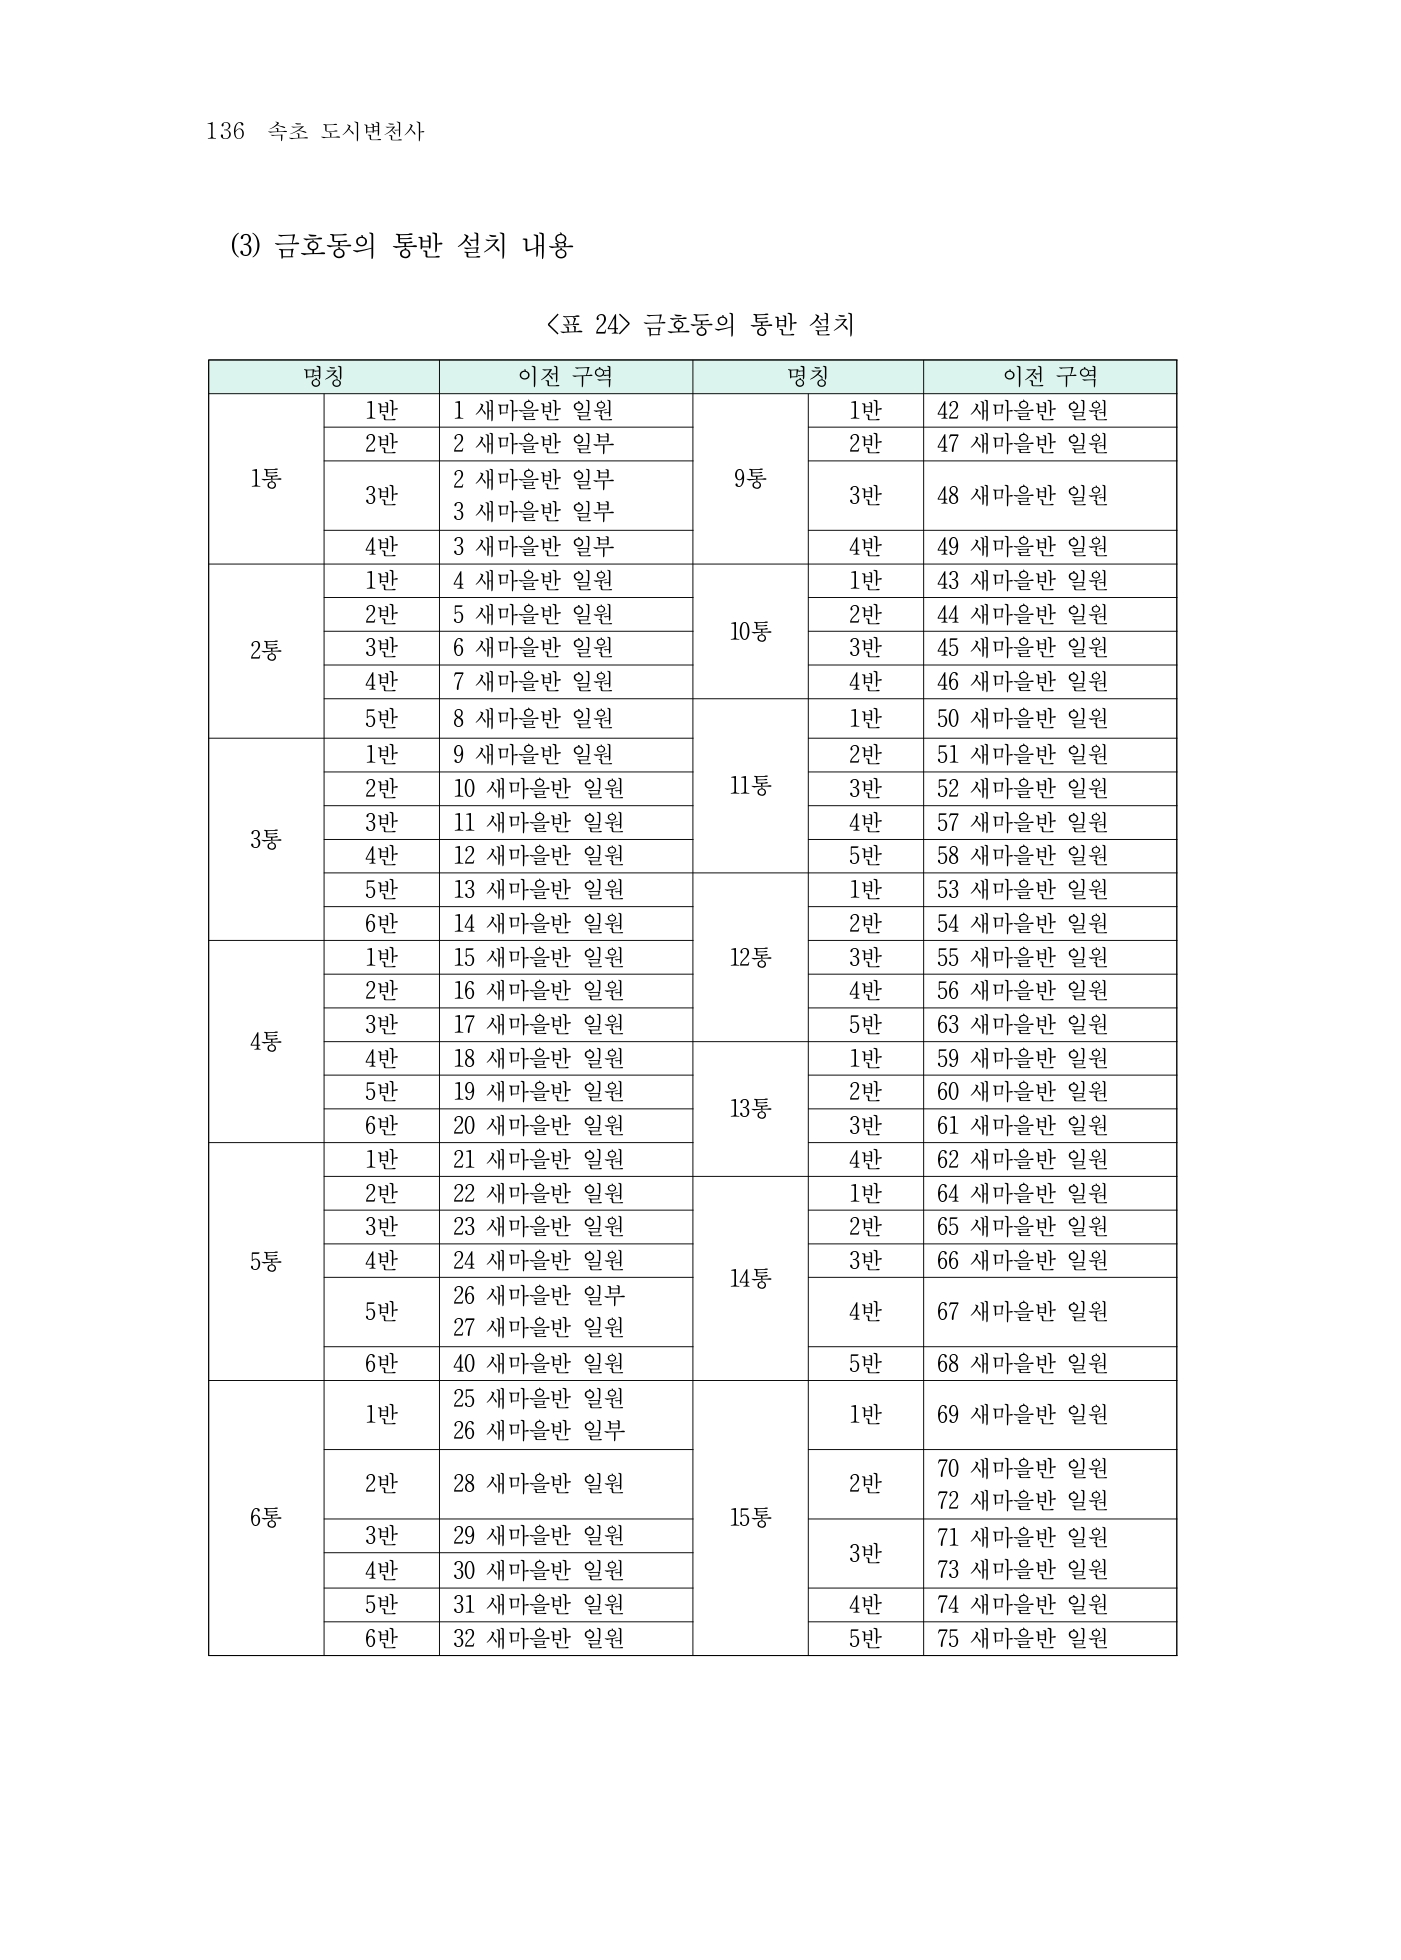 136 속초 도시변천사
(3) 금호동의 통반 설치 내용
<표 24> 금호동의 통반 설치
명칭 이전 구역 명칭 이전 구역
1통 1반 1 새마을반 일원 9통 1반 42 새마을반 일원
2반 2 새마을반 일부 2반 47 새마을반 일원
3반 2 새마을반 일부 3반 48 새마을반 일원
3 새마을반 일부
4반 3 새마을반 일부 4반 49 새마을반 일원
2통 1반 4 새마을반 일원 10통 1반 43 새마을반 일원
2반 5 새마을반 일원 2반 44 새마을반 일원
3반 6 새마을반 일원 3반 45 새마을반 일원
4반 7 새마을반 일원 4반 46 새마을반 일원
5반 8 새마을반 일원 11통 1반 50 새마을반 일원
3통 1반 9 새마을반 일원 2반 51 새마을반 일원
2반 10 새마을반 일원 3반 52 새마을반 일원
3반 11 새마을반 일원 4반 57 새마을반 일원
4반 12 새마을반 일원 5반 58 새마을반 일원
5반 13 새마을반 일원 12통 1반 53 새마을반 일원
6반 14 새마을반 일원 2반 54 새마을반 일원
4통 1반 15 새마을반 일원 3반 55 새마을반 일원
2반 16 새마을반 일원 4반 56 새마을반 일원
3반 17 새마을반 일원 5반 63 새마을반 일원
4반 18 새마을반 일원 13통 1반 59 새마을반 일원
5반 19 새마을반 일원 2반 60 새마을반 일원
6반 20 새마을반 일원 3반 61 새마을반 일원
5통 1반 21 새마을반 일원 4반 62 새마을반 일원
2반 22 새마을반 일원 14통 1반 64 새마을반 일원
3반 23 새마을반 일원 2반 65 새마을반 일원
4반 24 새마을반 일원 3반 66 새마을반 일원
5반 26 새마을반 일부 4반 67 새마을반 일원
27 새마을반 일원
6반 40 새마을반 일원 5반 68 새마을반 일원
6통 1반 25 새마을반 일원 15통 1반 69 새마을반 일원
26 새마을반 일부
2반 28 새마을반 일원 2반 70 새마을반 일원
72 새마을반 일원
3반 29 새마을반 일원 3반 71 새마을반 일원
4반 30 새마을반 일원 73 새마을반 일원
5반 31 새마을반 일원 4반 74 새마을반 일원
6반 32 새마을반 일원 5반 75 새마을반 일원